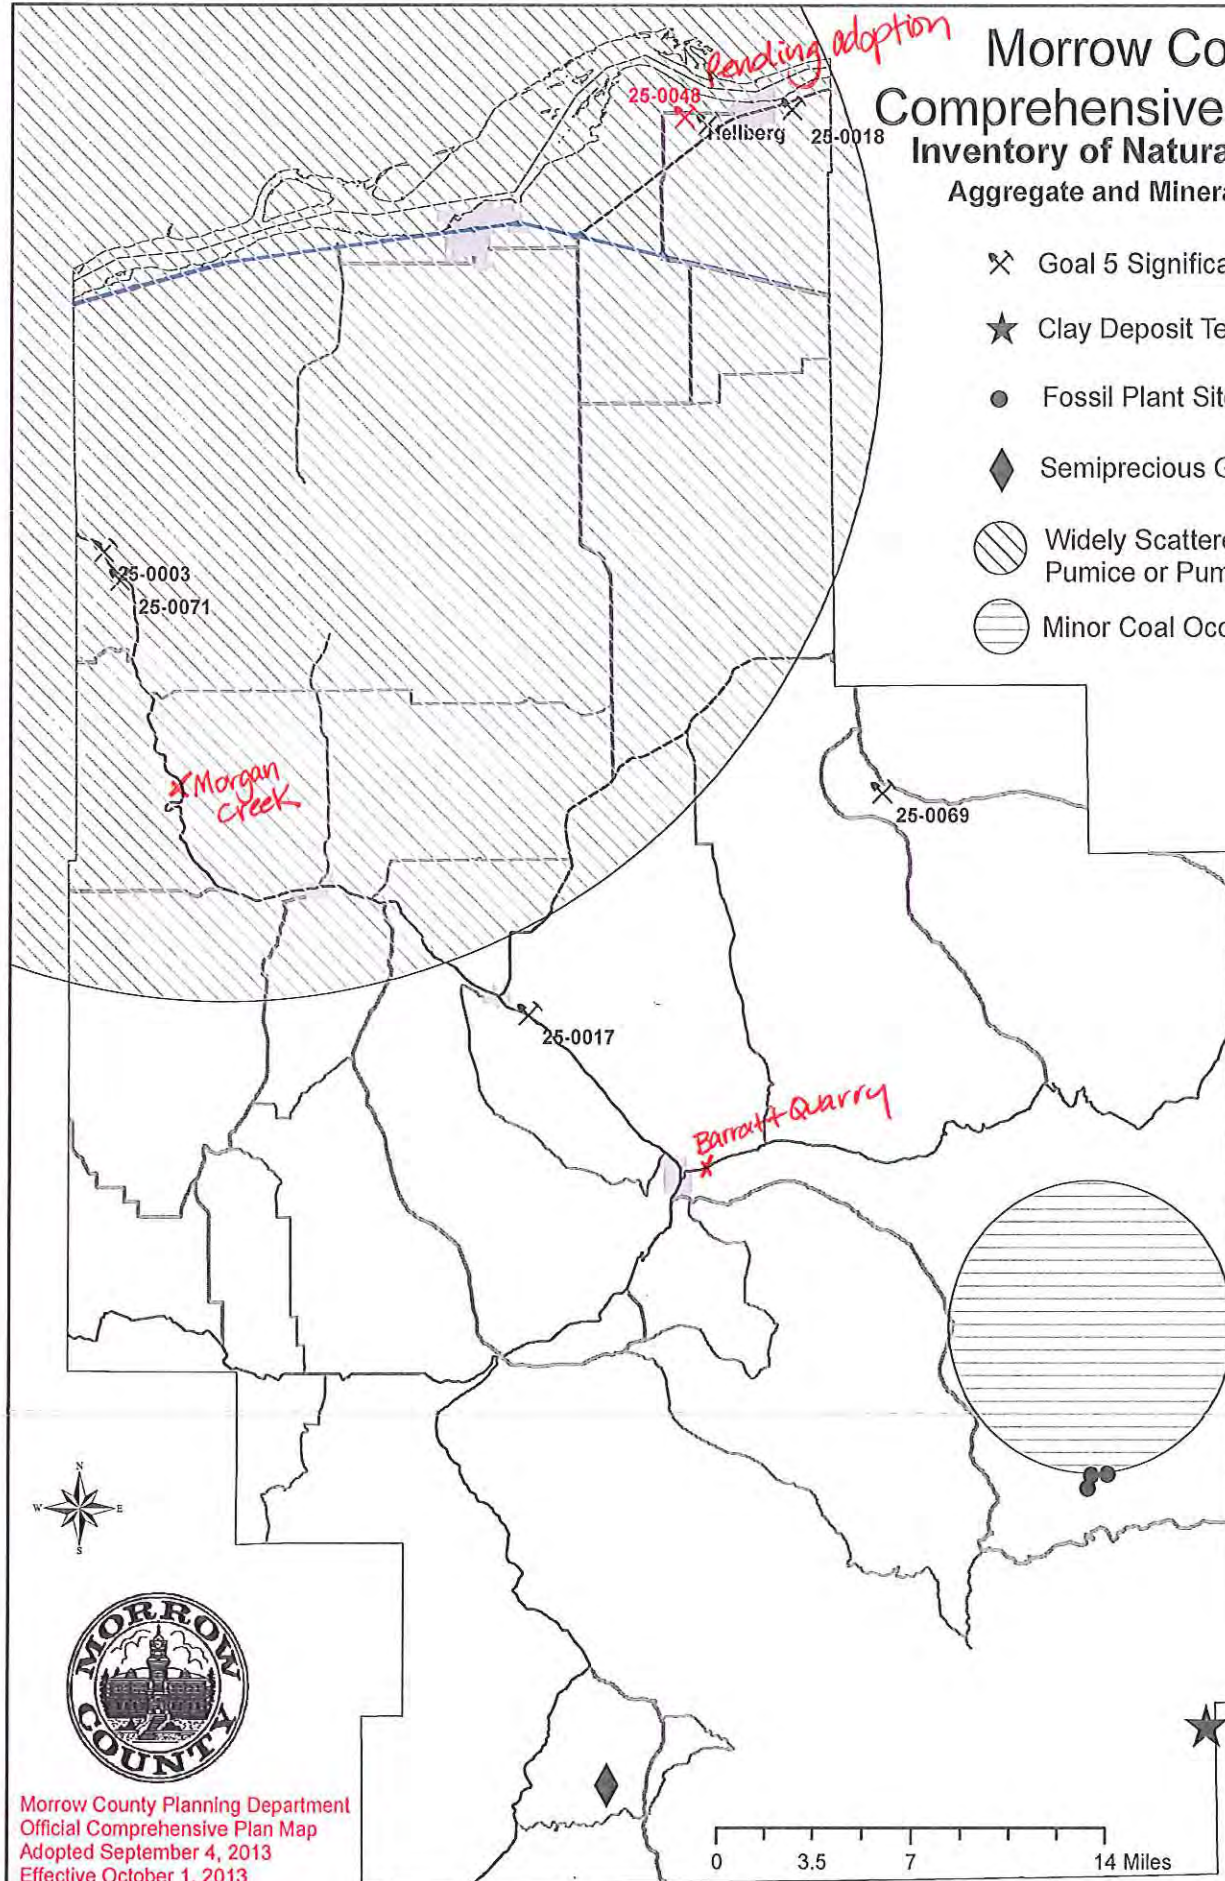 Morrow Co
Comprehensive
Inventory of Natura
Aggregate and Minera
Goal 5 Significa
Clay Deposit Te
Fossil Plant Sit
Semiprecious G
Widely Scattere
Pumice or Pum
Minor Coal Occ
Pending adoption
25-0048
Hellberg
25-0018
25-0003
25-0071
Morgan
Creek
25-0069
25-0017
Barratt Quarry
N
W E
S
MORROW
COUNTY
Morrow County Planning Department
Official Comprehensive Plan Map
Adopted September 4, 2013
Effective October 1, 2013
0 3.5 7 14 Miles